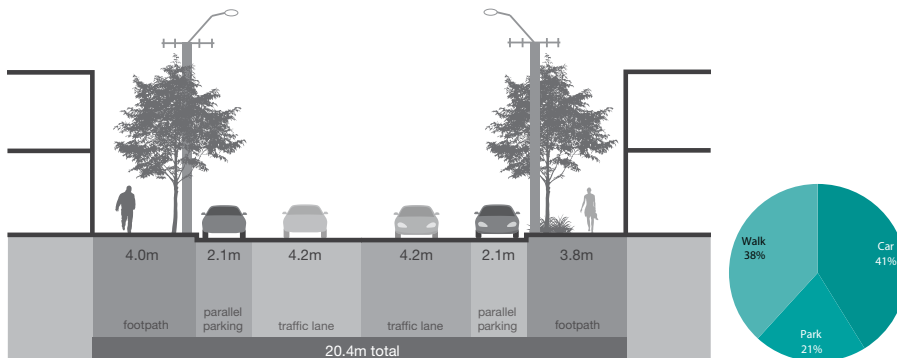 4.0m
2.1m
4.2m
4.2m
2.1m
3.8m
footpath
parallel
parking
traffic lane
traffic lane
parallel
parking
footpath
20.4m total
Walk
38%
Car
41%
Park
21%